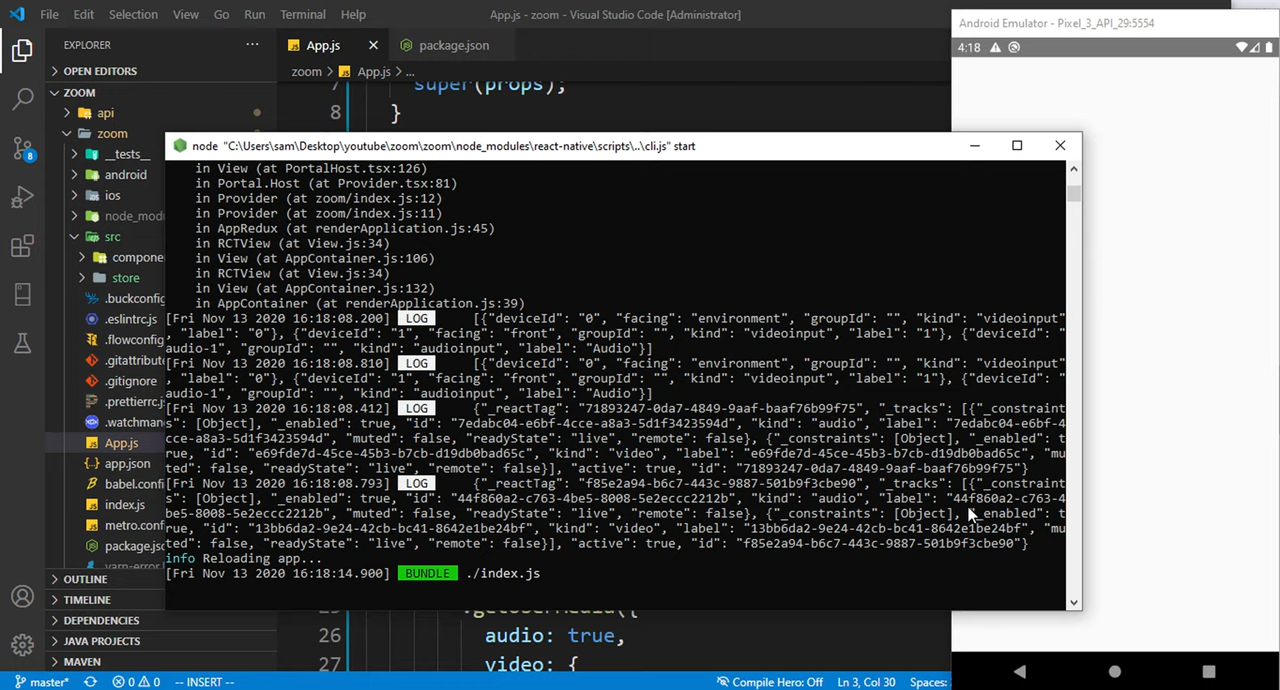 File Edit Selection View Go Run Terminal Help App.js - zoom - Visual Studio Code [Administrator]
Android Emulator - Pixel_3_API_29:5554
4:18
EXPLORER ...
App.js package.json
zoom > App.js > ...
OPEN EDITORS
ZOOM
api
zoom
__tests__
android
ios
node_mod
src
compone
store
.buckconfig
.eslintrc.js
.flowconfig
.gitattribute
.gitignore
.prettierrc.js
.watchman
App.js
app.json
babel.config
index.js
metro.config
package.jso
yarn-error.l
OUTLINE
TIMELINE
DEPENDENCIES
JAVA PROJECTS
MAVEN
8
7 super(props);
8 }
node "C:\Users\sam\Desktop\youtube\zoom\zoom\node_modules\react-native\scripts\..\cli.js" start
in View (at PortalHost.tsx:126)
in Portal.Host (at Provider.tsx:81)
in Provider (at zoom/index.js:12)
in Provider (at zoom/index.js:11)
in AppRedux (at renderApplication.js:45)
in RCTView (at View.js:34)
in View (at AppContainer.js:106)
in RCTView (at View.js:34)
in View (at AppContainer.js:132)
in AppContainer (at renderApplication.js:39)
[Fri Nov 13 2020 16:18:08.200] LOG [{"deviceId": "0", "facing": "environment", "groupId": "", "kind": "videoinput"
, "label": "0"}, {"deviceId": "1", "facing": "front", "groupId": "", "kind": "videoinput", "label": "1"}, {"deviceId": "
audio-1", "groupId": "", "kind": "audioinput", "label": "Audio"}]
[Fri Nov 13 2020 16:18:08.810] LOG [{"deviceId": "0", "facing": "environment", "groupId": "", "kind": "videoinput"
, "label": "0"}, {"deviceId": "1", "facing": "front", "groupId": "", "kind": "videoinput", "label": "1"}, {"deviceId": "
audio-1", "groupId": "", "kind": "audioinput", "label": "Audio"}]
[Fri Nov 13 2020 16:18:08.412] LOG {"_reactTag": "71893247-0da7-4849-9aaf-baaf76b99f75", "_tracks": [{"_constraint
s": [Object], "_enabled": true, "id": "7edabc04-e6bf-4cce-a8a3-5d1f3423594d", "kind": "audio", "label": "7edabc04-e6bf-4
cce-a8a3-5d1f3423594d", "muted": false, "readyState": "live", "remote": false}, {"_constraints": [Object], "_enabled": t
rue, "id": "e69fde7d-45ce-45b3-b7cb-d19db0bad65c", "kind": "video", "label": "e69fde7d-45ce-45b3-b7cb-d19db0bad65c", "mu
ted": false, "readyState": "live", "remote": false}], "active": true, "id": "71893247-0da7-4849-9aaf-baaf76b99f75"}
[Fri Nov 13 2020 16:18:08.793] LOG {"_reactTag": "f85e2a94-b6c7-443c-9887-501b9f3cbe90", "_tracks": [{"_constraint
s": [Object], "_enabled": true, "id": "44f860a2-c763-4be5-8008-5e2eccc2212b", "kind": "audio", "label": "44f860a2-c763-4
be5-8008-5e2eccc2212b", "muted": false, "readyState": "live", "remote": false}, {"_constraints": [Object], "_enabled": t
rue, "id": "13bb6da2-9e24-42cb-bc41-8642e1be24bf", "kind": "video", "label": "13bb6da2-9e24-42cb-bc41-8642e1be24bf", "mu
ted": false, "readyState": "live", "remote": false}], "active": true, "id": "f85e2a94-b6c7-443c-9887-501b9f3cbe90"}
info Reloading app...
[Fri Nov 13 2020 16:18:14.900] BUNDLE ./index.js
.getUserMedia({
26 audio: true,
27 video: {
master* 0 0 -- INSERT -- Compile Hero: Off Ln 3, Col 30 Spaces: